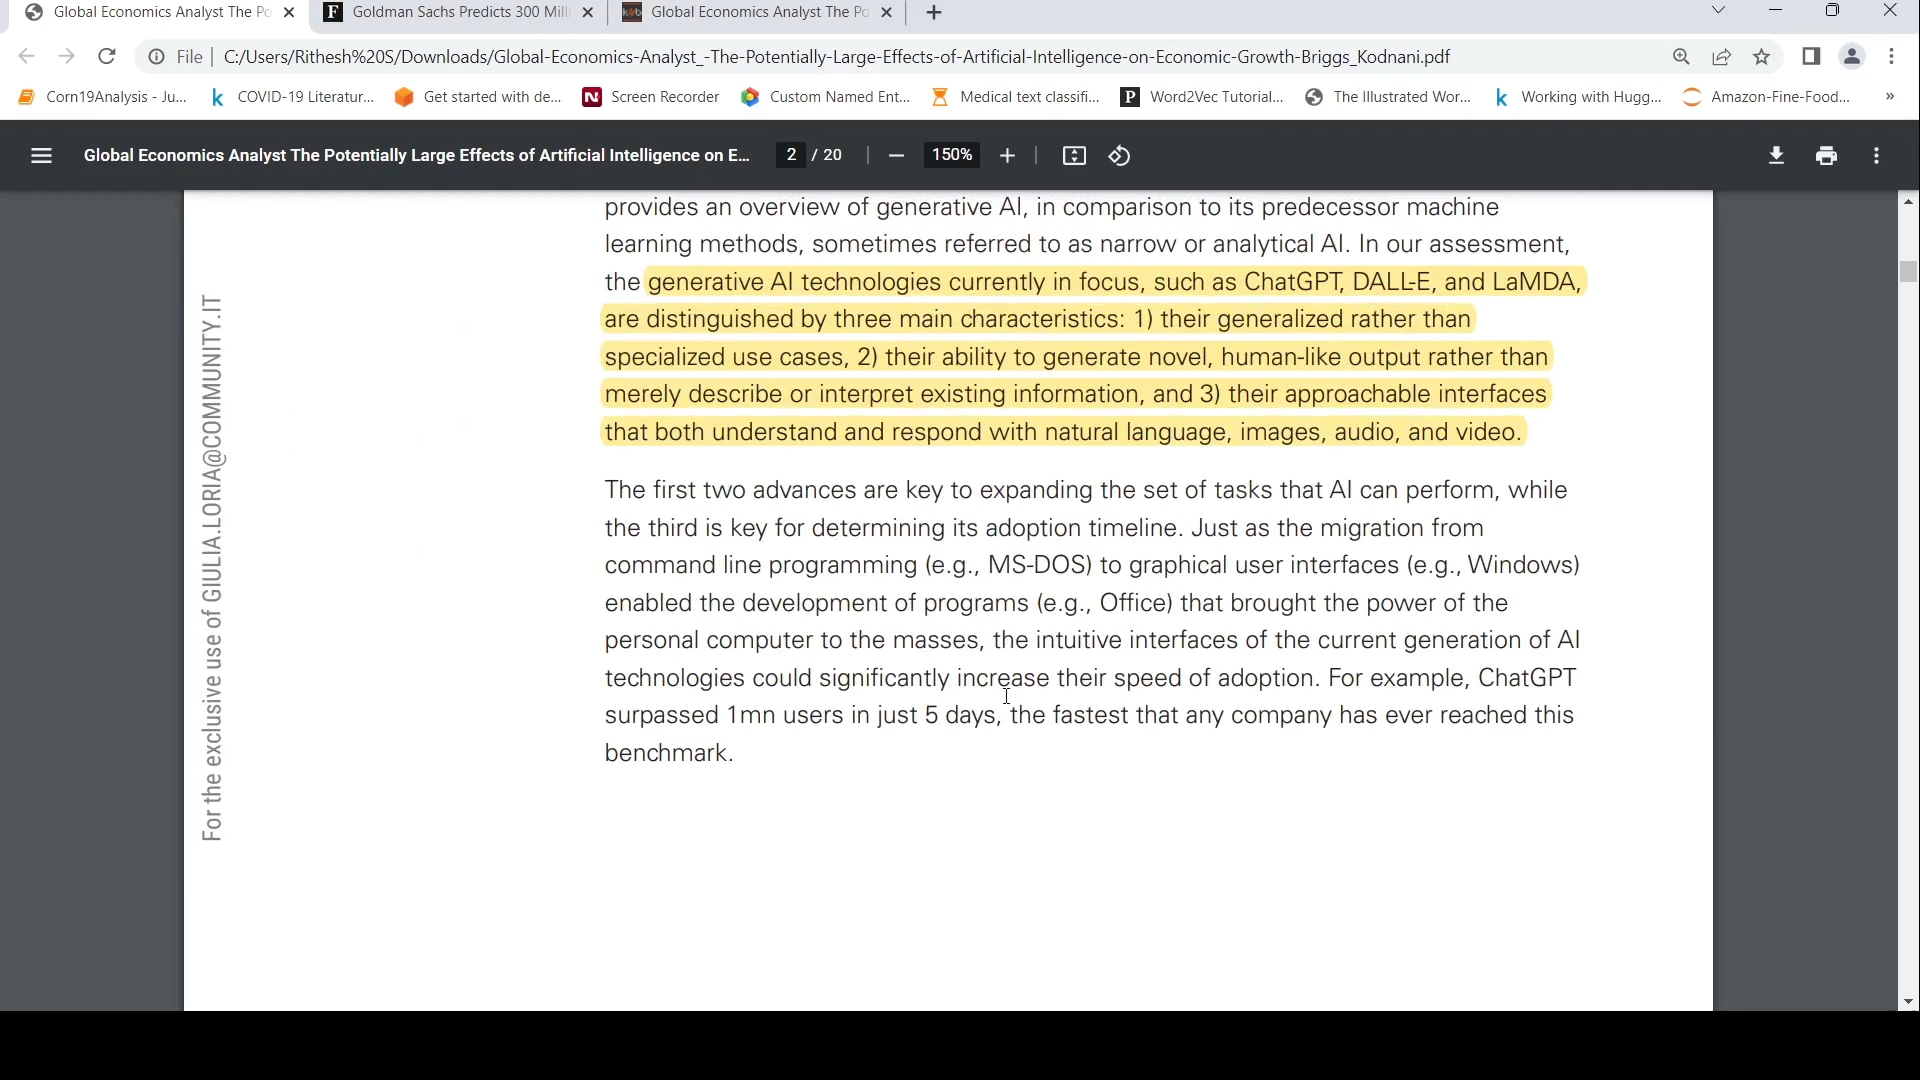 Global Economics Analyst The Po
Goldman Sachs Predicts 300 Mill
Global Economics Analyst The Po
File
C:/Users/Rithesh%20S/Downloads/Global-Economics-Analyst_-The-Potentially-Large-Effects-of-Artificial-Intelligence-on-Economic-Growth-Briggs_Kodnani.pdf
Corn19Analysis - Ju...
COVID-19 Literatur...
Get started with de...
Screen Recorder
Custom Named Ent...
Medical text classifi...
Word2Vec Tutorial...
The Illustrated Wor...
Working with Hugg...
Amazon-Fine-Food...
»
Global Economics Analyst The Potentially Large Effects of Artificial Intelligence on E...
2 / 20
150%
provides an overview of generative AI, in comparison to its predecessor machine
learning methods, sometimes referred to as narrow or analytical AI. In our assessment,
the generative AI technologies currently in focus, such as ChatGPT, DALL-E, and LaMDA,
are distinguished by three main characteristics: 1) their generalized rather than
specialized use cases, 2) their ability to generate novel, human-like output rather than
merely describe or interpret existing information, and 3) their approachable interfaces
that both understand and respond with natural language, images, audio, and video.
The first two advances are key to expanding the set of tasks that AI can perform, while
the third is key for determining its adoption timeline. Just as the migration from
command line programming (e.g., MS-DOS) to graphical user interfaces (e.g., Windows)
enabled the development of programs (e.g., Office) that brought the power of the
personal computer to the masses, the intuitive interfaces of the current generation of AI
technologies could significantly increase their speed of adoption. For example, ChatGPT
surpassed 1mn users in just 5 days, the fastest that any company has ever reached this
benchmark.
For the exclusive use of GIULIA.LORIA@COMMUNITY.IT